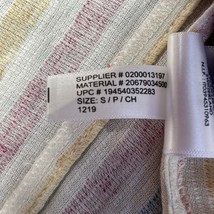 SUPPLIER # 0200013197
MATERIAL # 20679034500
UPC # 194540352283
SIZE: S / P / CH
1219